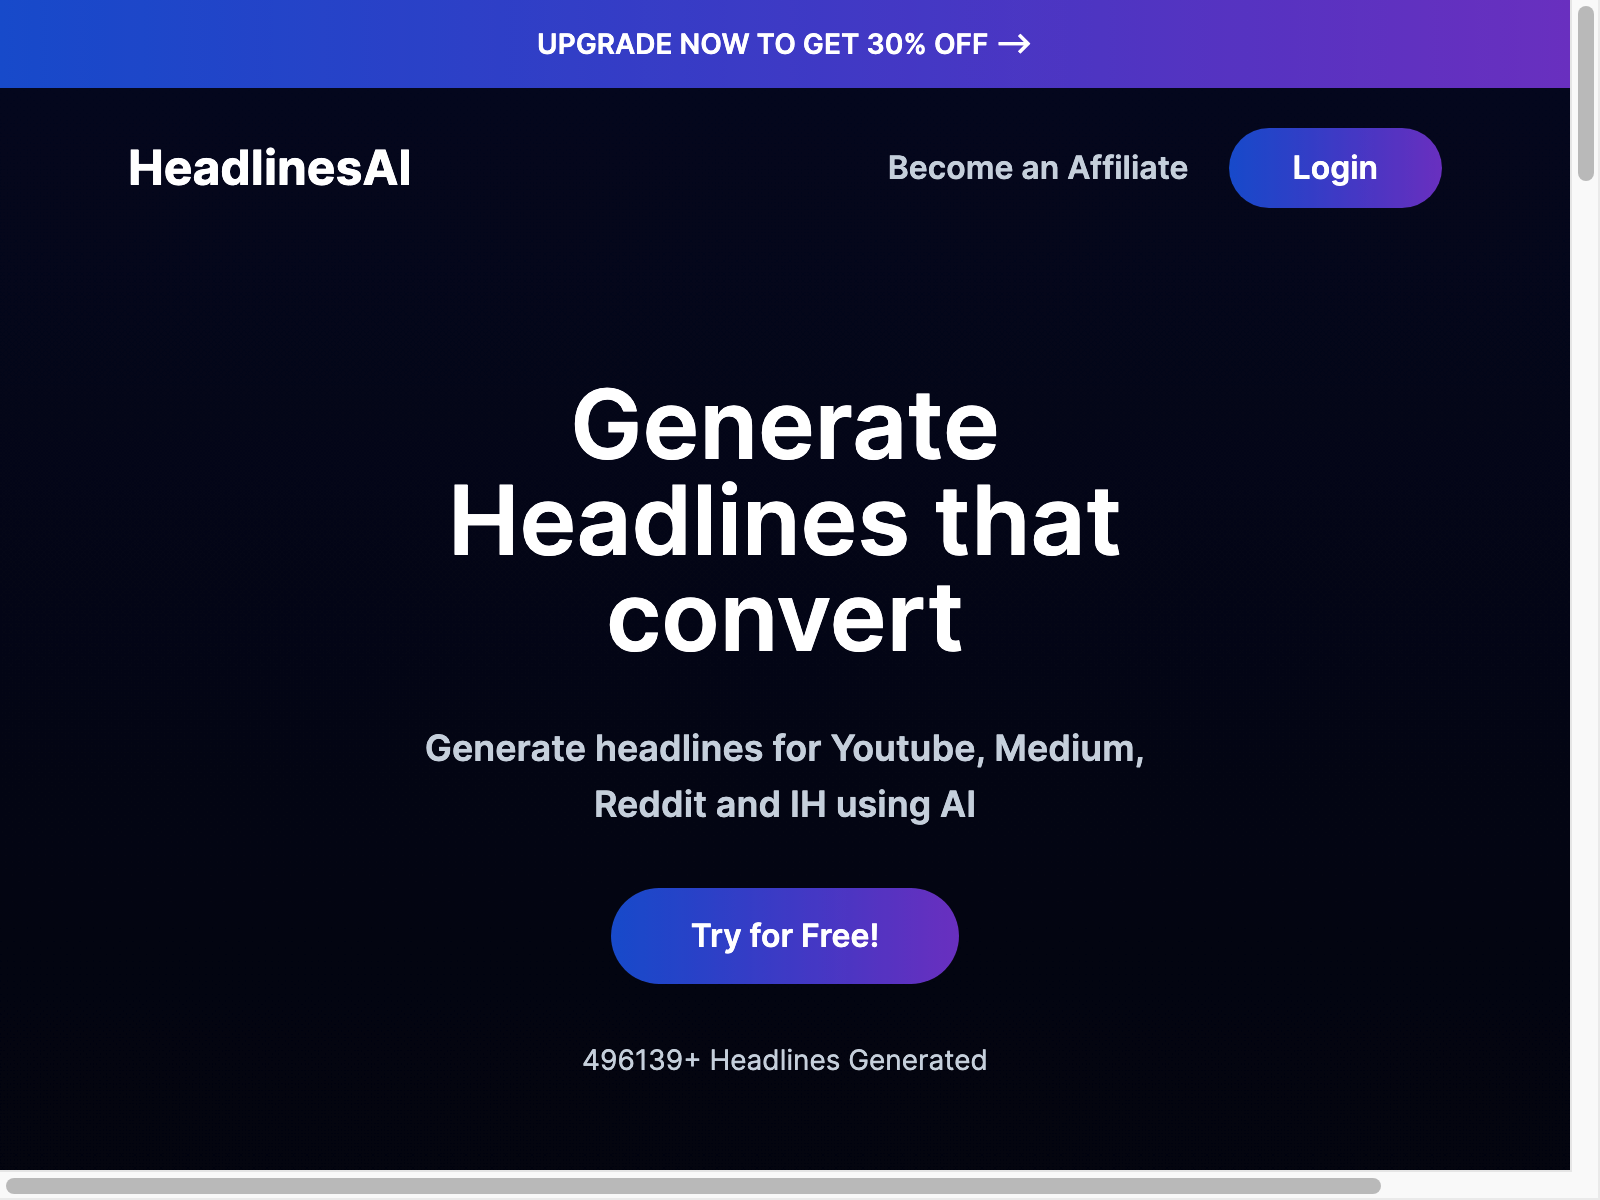 UPGRADE NOW TO GET 30% OFF →
HeadlinesAI
Become an Affiliate
Login
Generate
Headlines that
convert
Generate headlines for Youtube, Medium,
Reddit and IH using AI
Try for Free!
496139+ Headlines Generated